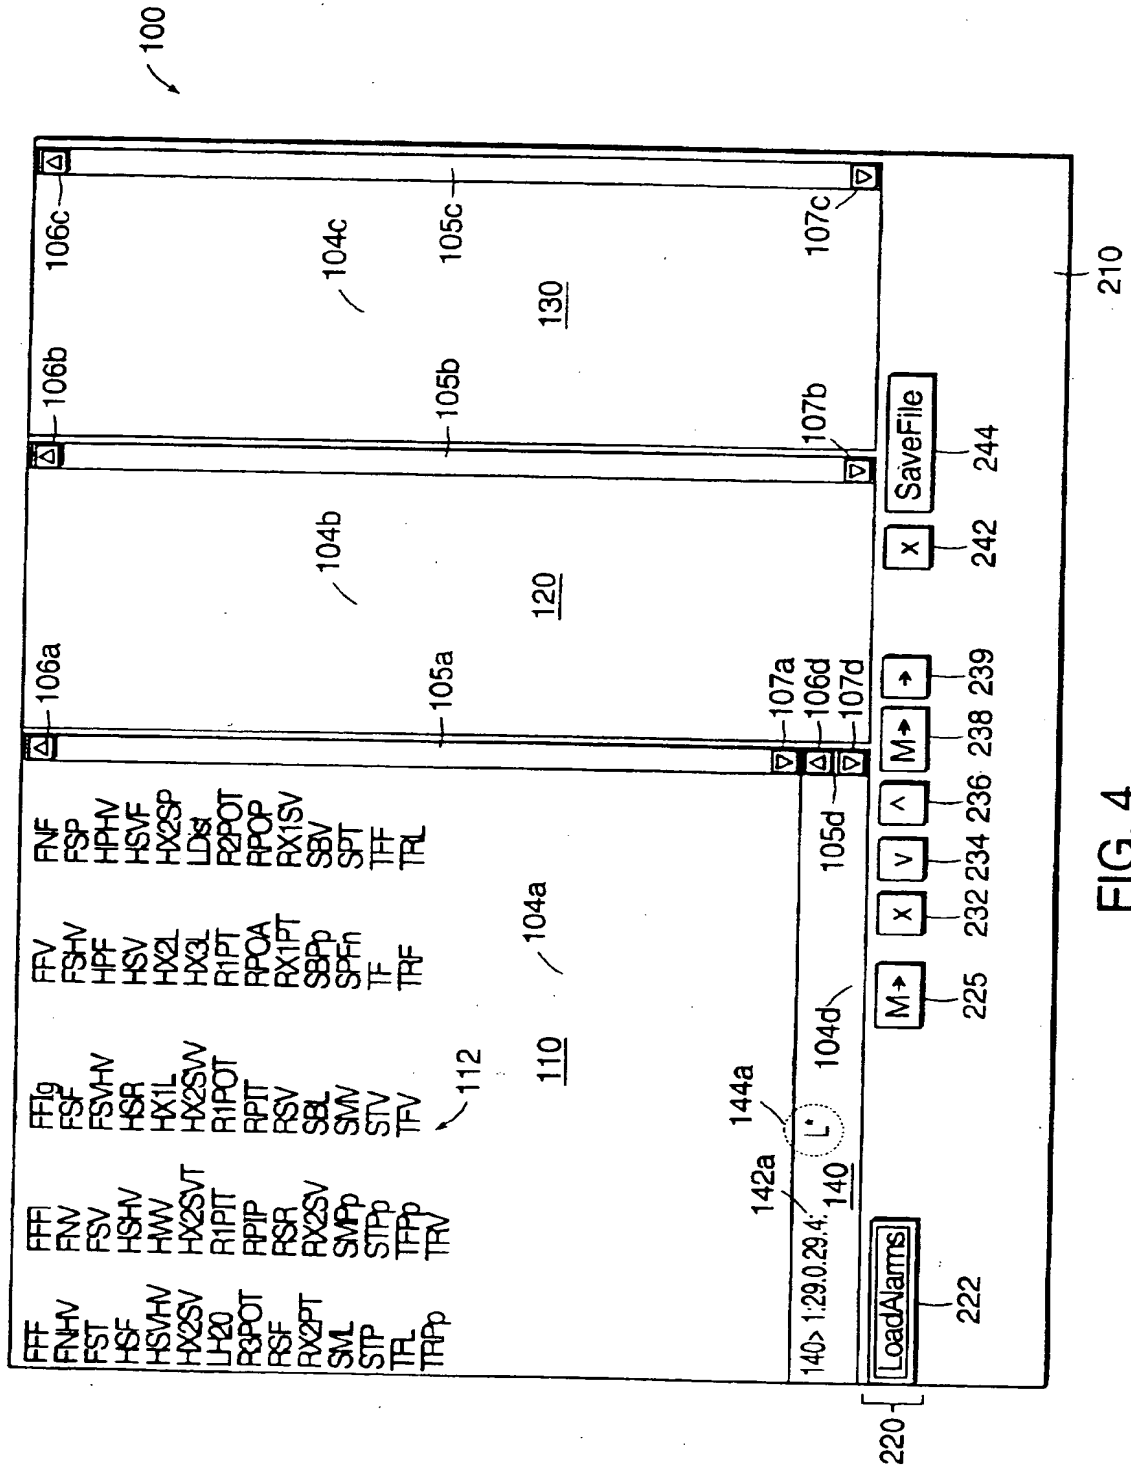 100
106a
106b
106c
FFF FFFl FFIg FFV FNF
FNHV FNV FSF FSHV FSP
FST FSV FSVHV HPF HPHV
HSF HSHV HSR HSV HSVF
HSVHV HWV HX1L HX2L HX2SP
HX2SV HX2SVT HX2SVV HX3L LDsl
LH20 R1PIT R1POT R1PT R2POT
R3POT RPIP RPIT RPOA RPOP
RSF RSR RSV RX1PT RX1SV
RX2PT RX2SV SBL SBPp SBV
SML SMPp SMV SPFn SPT
STP STPp STV TF TFF
TFL TFPp TFV TRF TRL
TRPp TRV
104b
104c
112
105a
105b
105c
104a
110
120
130
144a
142a
107a
106d
107d
107b
107c
140> 1:29.0.29.4: L*
105d
140
104d
220
LoadAlarms
M→
X
V
^
M→
→
X
SaveFile
222
225
232
234
236
238
239
242
244
210
FIG. 4